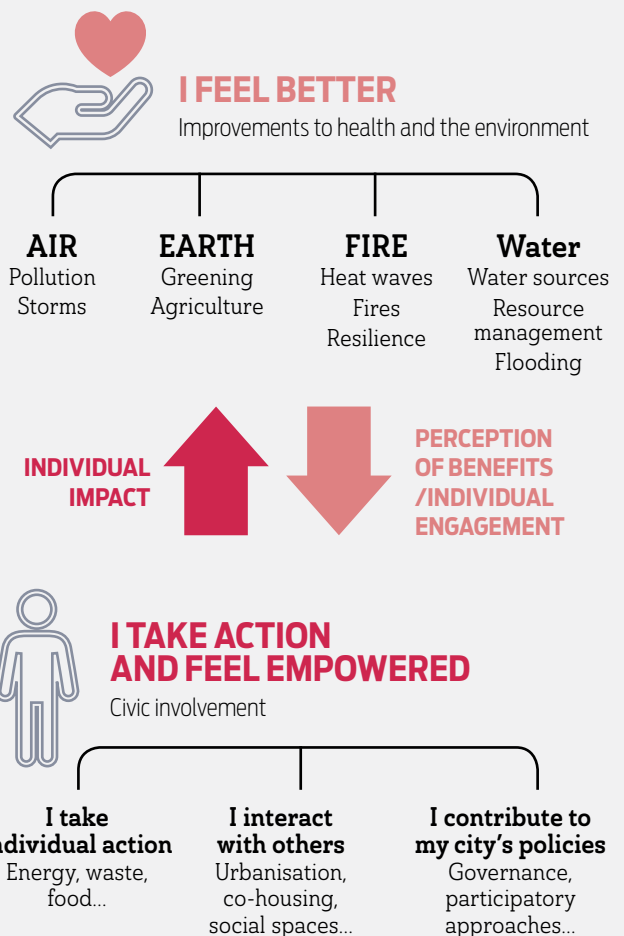 I FEEL BETTER
Improvements to health and the environment
AIR
Pollution
Storms
EARTH
Greening
Agriculture
FIRE
Heat waves
Fires
Resilience
Water
Water sources
Resource
management
Flooding
INDIVIDUAL
IMPACT
PERCEPTION
OF BENEFITS
/INDIVIDUAL
ENGAGEMENT
I TAKE ACTION
AND FEEL EMPOWERED
Civic involvement
I take
dividual action
Energy, waste,
food...
I interact
with others
Urbanisation,
co-housing,
social spaces...
I contribute to
my city's policies
Governance,
participatory
approaches...